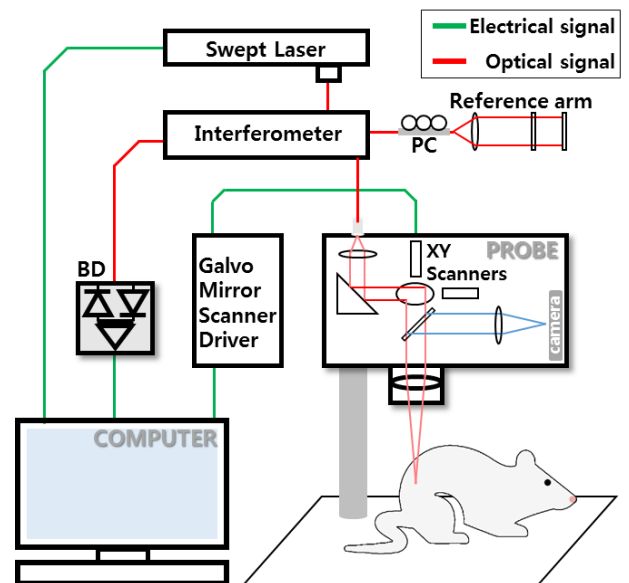 Swept Laser
Electrical signal
Optical signal
Interferometer
Reference arm
PC
BD
Galvo
Mirror
Scanner
Driver
PROBE
XY
Scanners
camera
COMPUTER